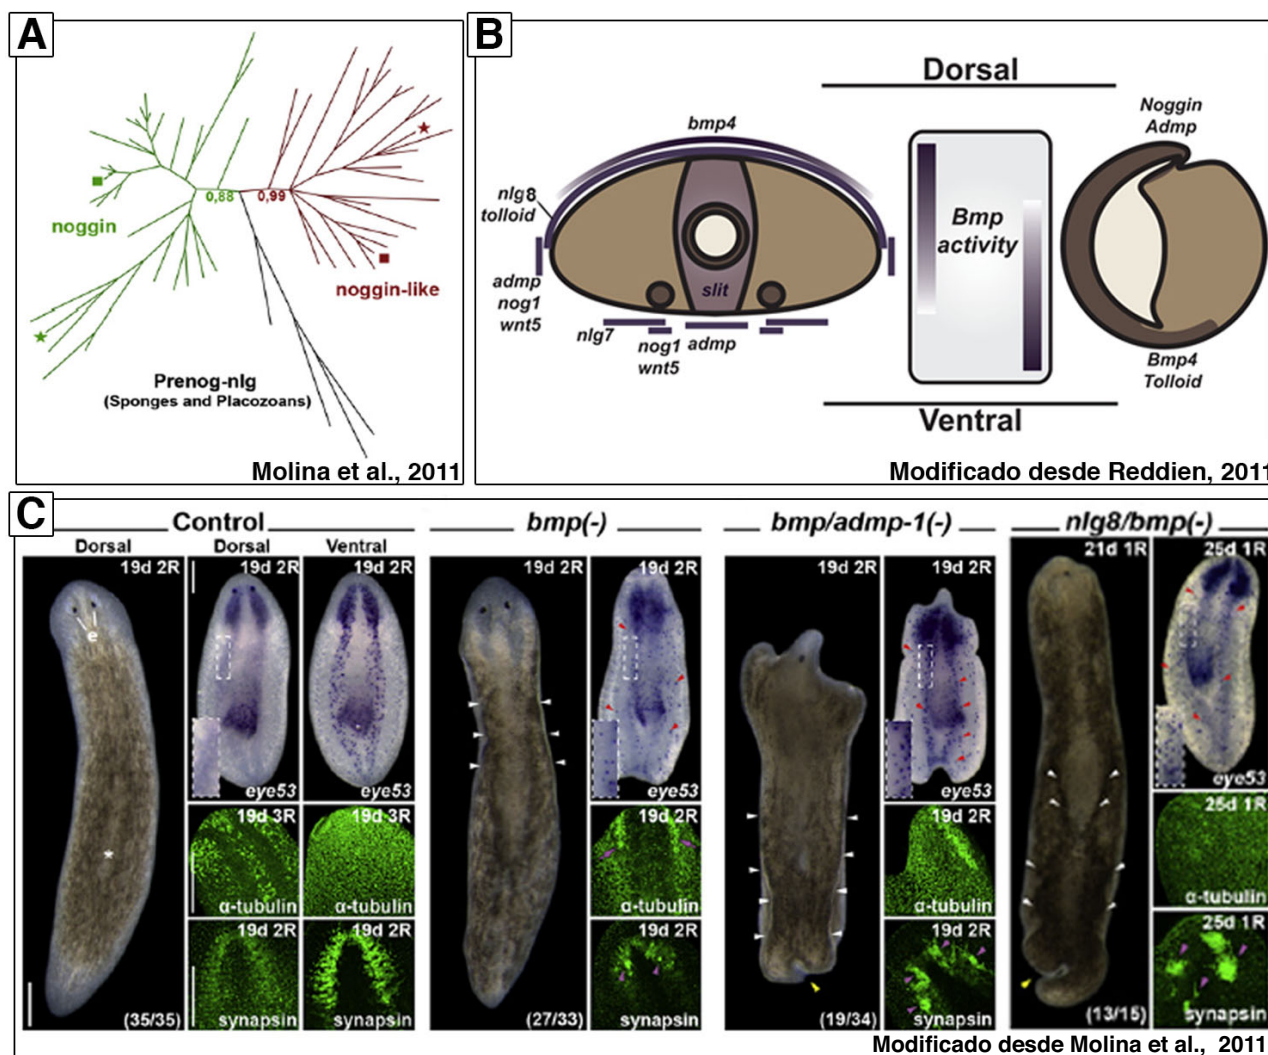 A
0,88
0,99
noggin
noggin-like
Prenog-nlg
(Sponges and Placozoans)
Molina et al., 2011
B
Dorsal
bmp4
nlg8
tolloid
admp
nog1
wnt5
nlg7
nog1
wnt5
admp
slit
Bmp
activity
Noggin
Admp
Bmp4
Tolloid
Ventral
Modificado desde Reddien, 2011
C
Control
bmp(-)
bmp/admp-1(-)
nlg8/bmp(-)
Dorsal
Dorsal
Ventral
19d 2R
19d 2R
19d 2R
19d 2R
19d 2R
19d 2R
19d 2R
21d 1R
25d 1R
e
*
eye53
eye53
eye53
eye53
eye53
19d 3R
19d 3R
19d 2R
19d 2R
25d 1R
α-tubulin
α-tubulin
α-tubulin
α-tubulin
α-tubulin
19d 2R
19d 2R
19d 2R
19d 2R
25d 1R
(35/35)
synapsin
synapsin
(27/33)
synapsin
(19/34)
synapsin
(13/15)
synapsin
Modificado desde Molina et al., 2011